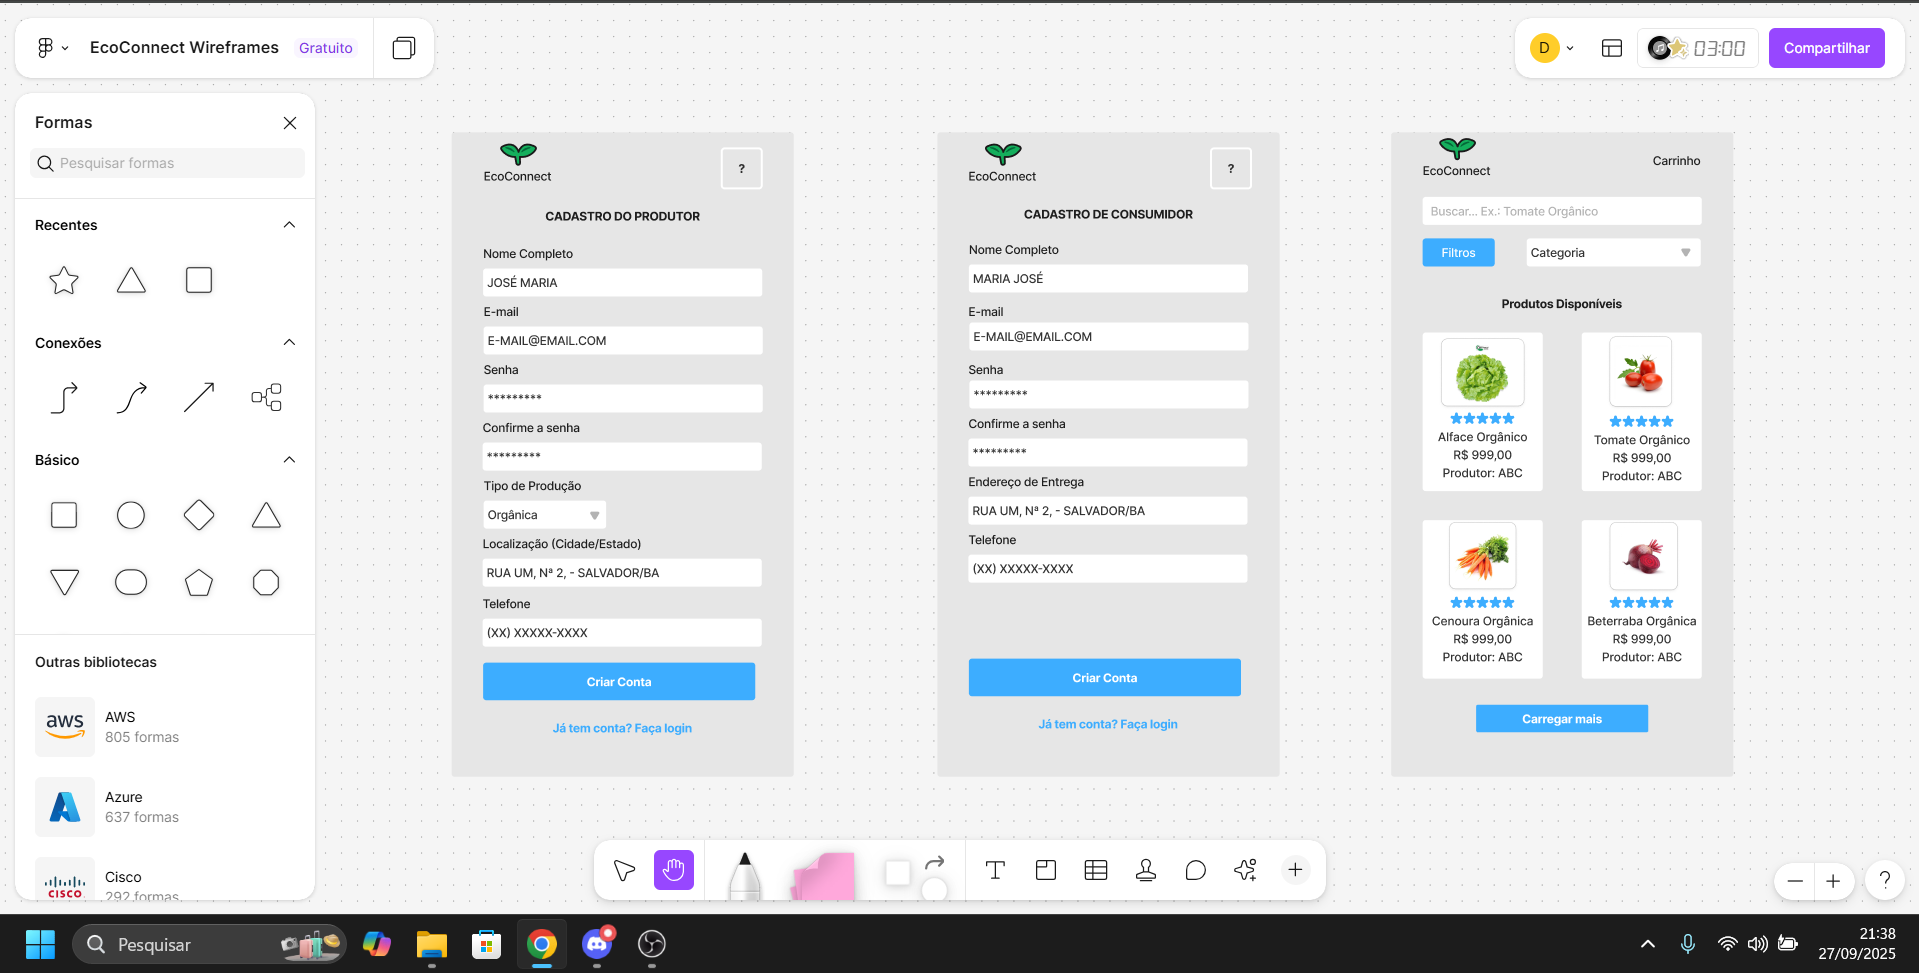 EcoConnect Wireframes
Gratuito
D
03:00
Compartilhar
Formas
Pesquisar formas
Recentes
Conexões
Básico
Outras bibliotecas
aws
AWS
805 formas
Azure
637 formas
CISCO
Cisco
292 formas
EcoConnect
?
CADASTRO DO PRODUTOR
Nome Completo
JOSÉ MARIA
E-mail
E-MAIL@EMAIL.COM
Senha
*********
Confirme a senha
*********
Tipo de Produção
Orgânica
Localização (Cidade/Estado)
RUA UM, Nª 2, - SALVADOR/BA
Telefone
(XX) XXXXX-XXXX
Criar Conta
Já tem conta? Faça login
EcoConnect
?
CADASTRO DE CONSUMIDOR
Nome Completo
MARIA JOSÉ
E-mail
E-MAIL@EMAIL.COM
Senha
*********
Confirme a senha
*********
Endereço de Entrega
RUA UM, Nª 2, - SALVADOR/BA
Telefone
(XX) XXXXX-XXXX
Criar Conta
Já tem conta? Faça login
EcoConnect
Carrinho
Buscar... Ex.: Tomate Orgânico
Filtros
Categoria
Produtos Disponíveis
Alface Orgânico
R$ 999,00
Produtor: ABC
Tomate Orgânico
R$ 999,00
Produtor: ABC
Cenoura Orgânica
R$ 999,00
Produtor: ABC
Beterraba Orgânica
R$ 999,00
Produtor: ABC
Carregar mais
?
Pesquisar
21:38
27/09/2025